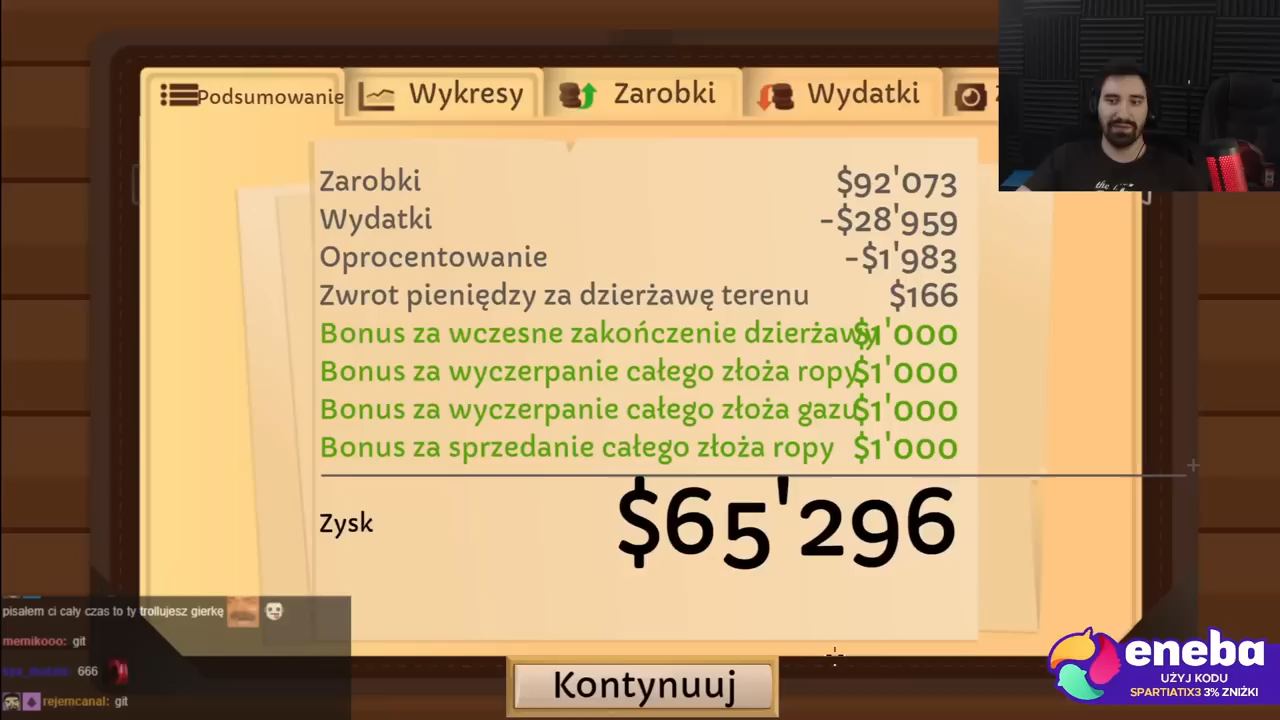 Podsumowanie
Wykresy
Zarobki
Wydatki
Zarobki $92'073
Wydatki -$28'959
Oprocentowanie -$1'983
Zwrot pieniędzy za dzierżawę terenu $166
Bonus za wczesne zakończenie dzierżawy $1'000
Bonus za wyczerpanie całego złoża ropy $1'000
Bonus za wyczerpanie całego złoża gazu $1'000
Bonus za sprzedanie całego złoża ropy $1'000
Zysk $65'296
Kontynuuj
pisałem ci cały czas to ty trollujesz gierkę
memikooo: git
666
rejemcanal: git
the
eneba
UŻYJ KODU
SPARTIATIX3 3% ZNIŻKI